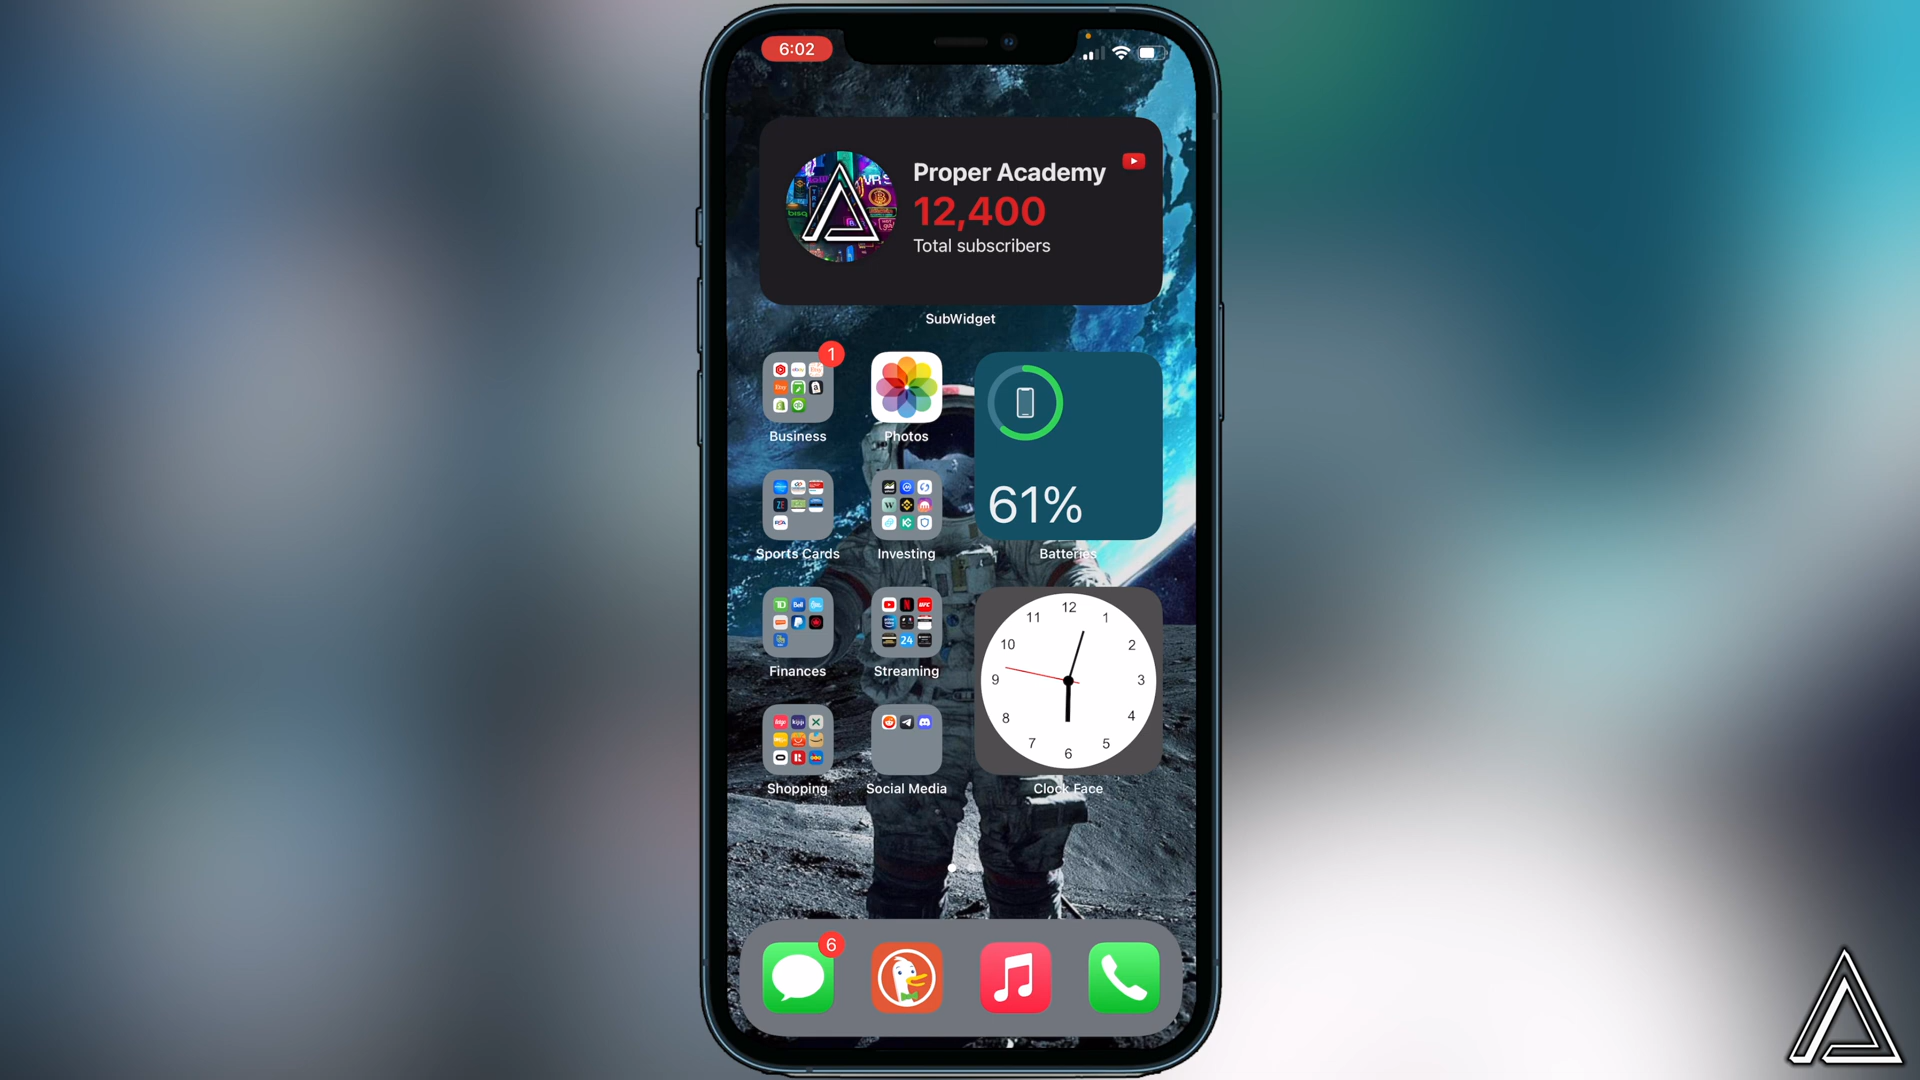 6:02
Proper Academy
12,400
Total subscribers
SubWidget
1
Business
Photos
61%
Sports Cards
Investing
Batteries
Finances
Streaming
12
11
1
10
2
9
3
8
4
7
5
6
Shopping
Social Media
Clock Face
6